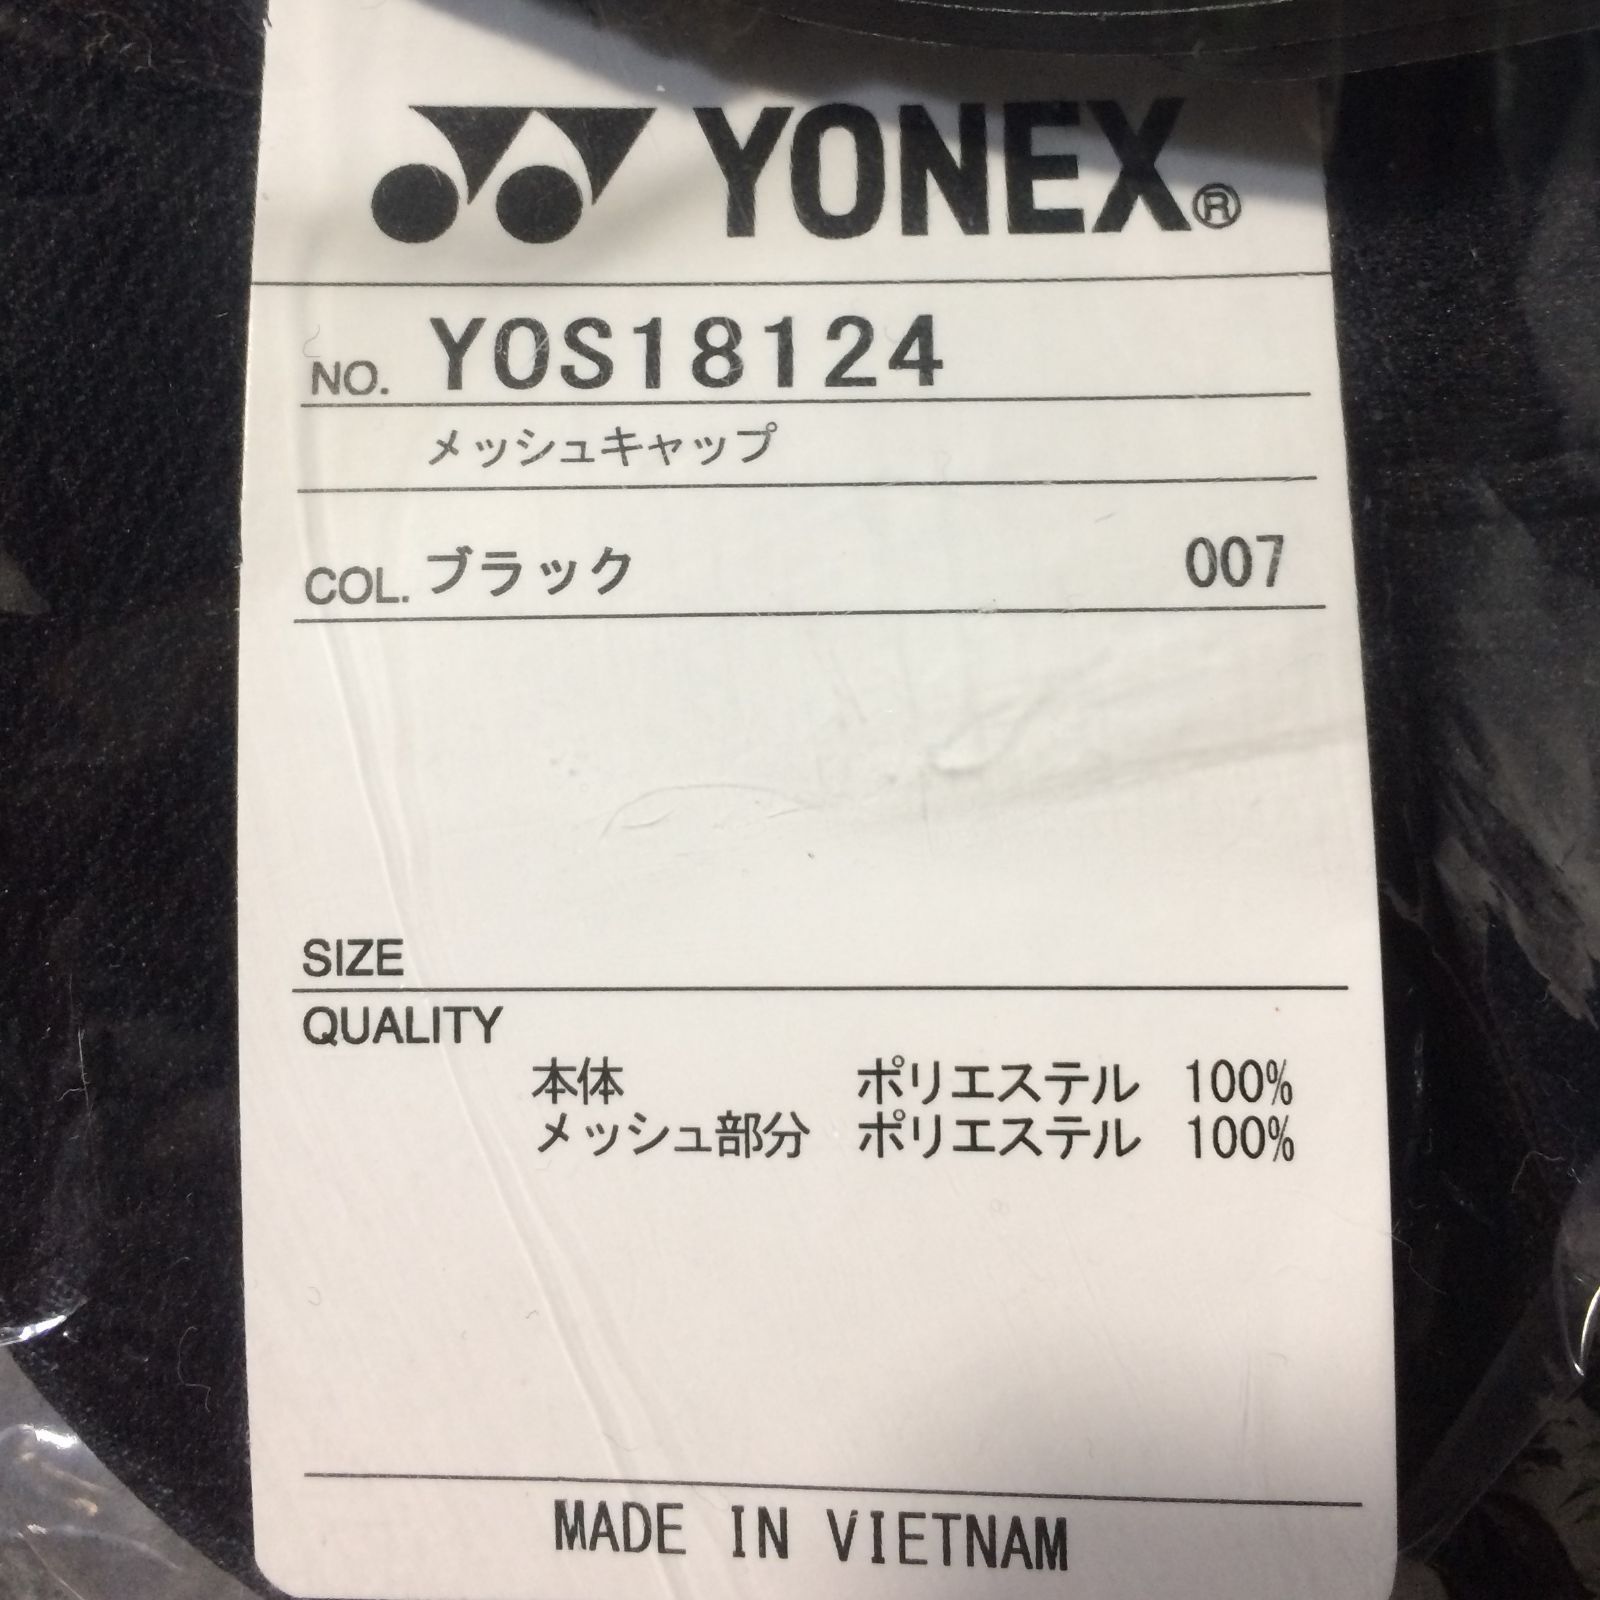 YONEX®
NO. YOS18124
メッシュキャップ
COL. ブラック 007
SIZE
QUALITY
本体 ポリエステル 100%
メッシュ部分 ポリエステル 100%
MADE IN VIETNAM